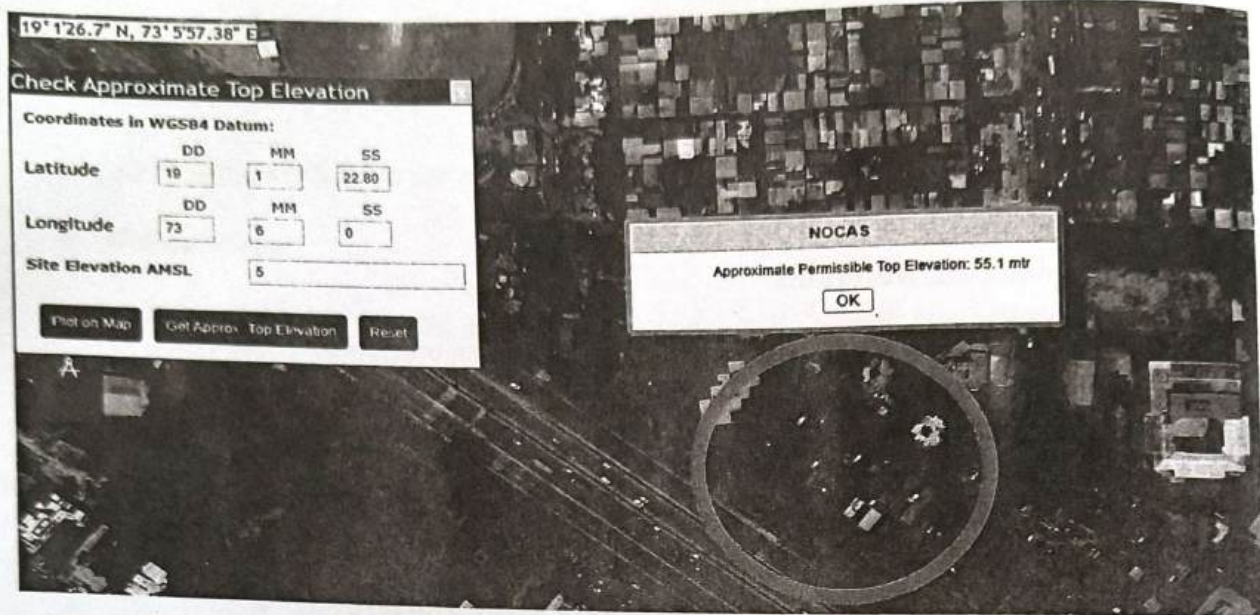 19°1'26.7" N, 73°5'57.38" E
Check Approximate Top Elevation
x
Coordinates in WGS84 Datum:
DD MM SS
Latitude 19 1 22.80
DD MM SS
Longitude 73 6 0
Site Elevation AMSL 5
Plot on Map Get Approx. Top Elevation Reset
NOCAS
Approximate Permissible Top Elevation: 55.1 mtr
OK